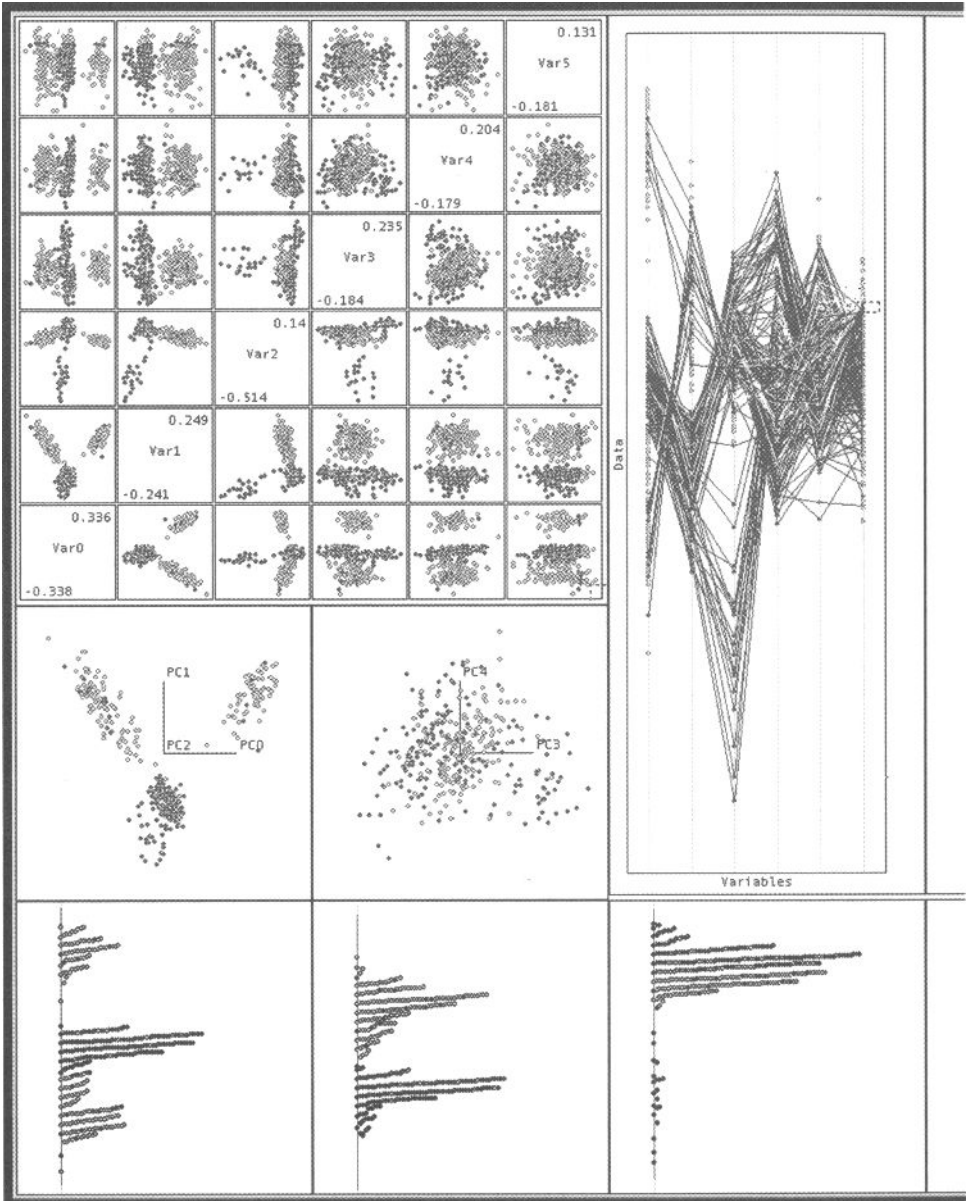 0.131
Var5
-0.181
0.204
Var4
-0.179
0.235
Var3
-0.184
0.14
Var2
-0.514
0.249
Var1
-0.241
0.336
Var0
-0.338
Data
Variables
PC1
PC2
PC0
PC4
PC3